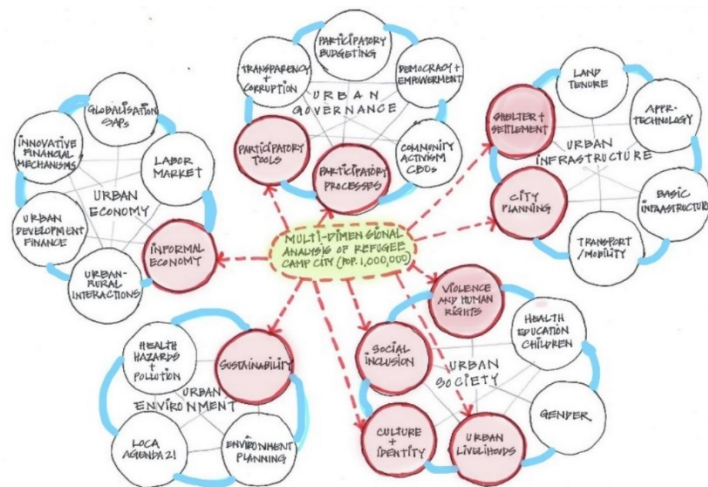 PARTICIPATORY
BUDGETING
TRANSPARENCY
+
CORRUPTION
DEMOCRACY +
EMPOWERMENT
URBAN
GOVERNANCE
PARTICIPATORY
TOOLS
PARTICIPATORY
PROCESSES
COMMUNITY
ACTIVISM
CBOS
GLOBALISATION
SAPS
INNOVATIVE
FINANCIAL
MECHANISMS
LABOR
MARKET
URBAN
ECONOMY
URBAN
DEVELOPMENT
FINANCE
INFORMAL
ECONOMY
URBAN-
RURAL
INTERACTIONS
LAND
TENURE
SHELTER +
SETTLEMENT
APPR.
TECHNOLOGY
URBAN
INFRASTRUCTURE
CITY
PLANNING
BASIC
INFRASTRUCTURE
TRANSPORT
/MOBILITY
MULTI-DIMENSIONAL
ANALYSIS OF REFUGEE
CAMP CITY (POP. 1,000,000)
HEALTH
HAZARDS
+
POLLUTION
SUSTAINABILITY
URBAN
ENVIRONMENT
LOCA
AGENDA 21
ENVIRONMENT
PLANNING
VIOLENCE
AND HUMAN
RIGHTS
SOCIAL
INCLUSION
HEALTH
EDUCATION
CHILDREN
URBAN
SOCIETY
GENDER
CULTURE
+
IDENTITY
URBAN
LIVELIHOODS